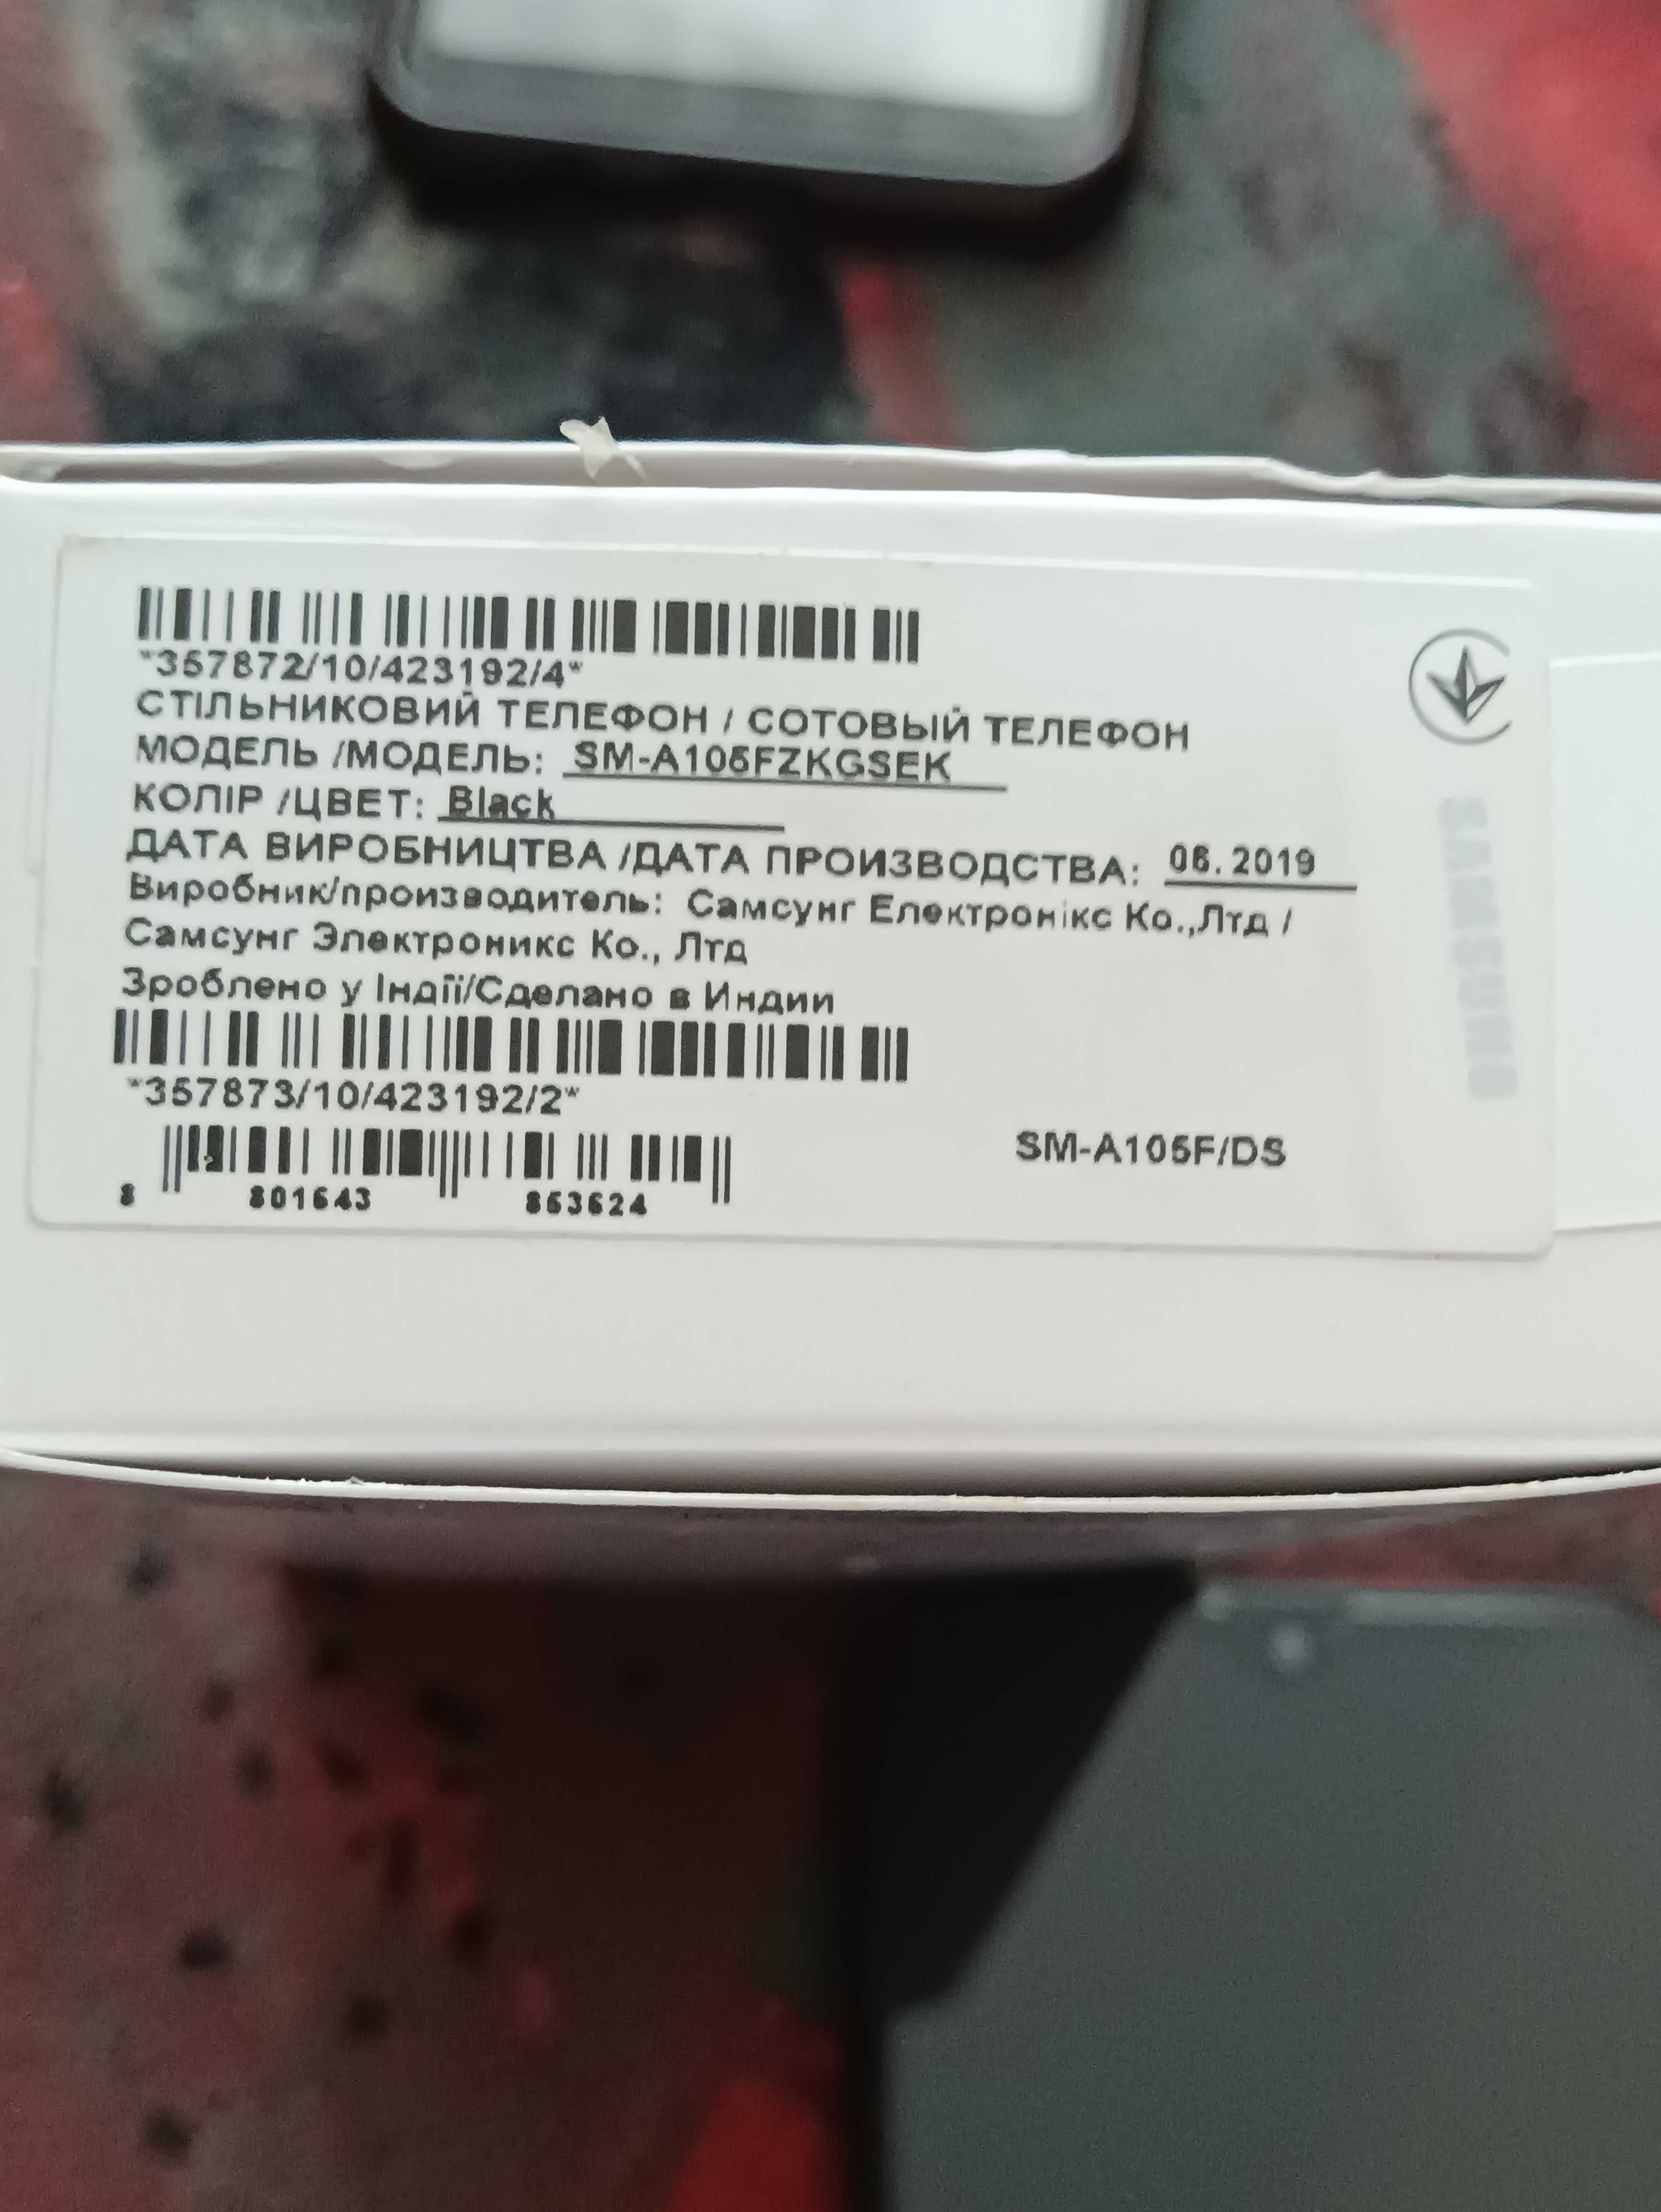 *357872/10/423192/4*
СТІЛЬНИКОВИЙ ТЕЛЕФОН / СОТОВЫЙ ТЕЛЕФОН
МОДЕЛЬ /МОДЕЛЬ: SM-A105FZKGSEK
КОЛІР /ЦВЕТ: Black
ДАТА ВИРОБНИЦТВА /ДАТА ПРОИЗВОДСТВА: 06.2019
Виробник/производитель: Самсунг Електронікс Ко.,Лтд /
Самсунг Электроникс Ко., Лтд
Зроблено у Індії/Сделано в Индии
*357873/10/423192/2*
SM-A105F/DS
8 801643 853624
SAMSUNG